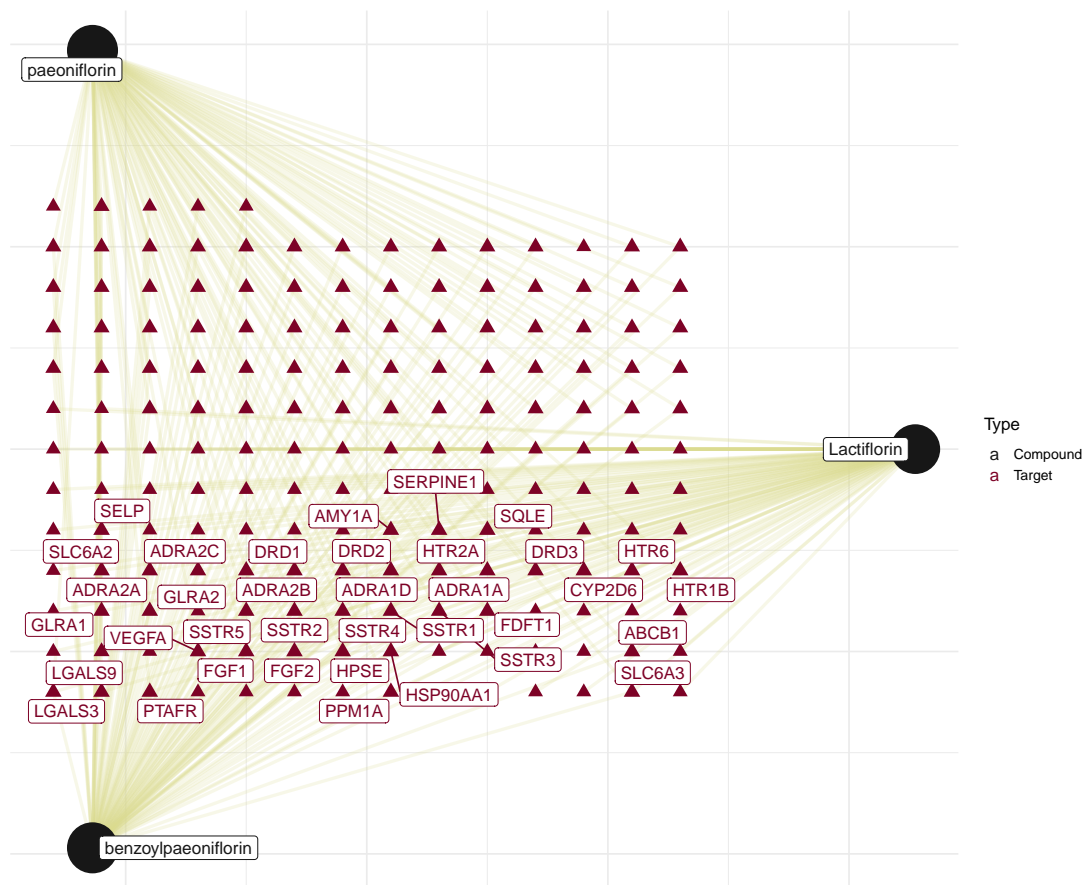 paeoniflorin
Type
Lactiflorin
a Compound
a Target
SERPINE1
SELP
AMY1A
SQLE
SLC6A2
ADRA2C
DRD1
DRD2
HTR2A
DRD3
HTR6
ADRA2A
GLRA2
ADRA2B
ADRA1D
ADRA1A
CYP2D6
HTR1B
GLRA1
VEGFA
SSTR5
SSTR2
SSTR4
SSTR1
FDFT1
ABCB1
LGALS9
FGF1
FGF2
HPSE
SSTR3
SLC6A3
LGALS3
PTAFR
PPM1A
HSP90AA1
benzoylpaeoniflorin